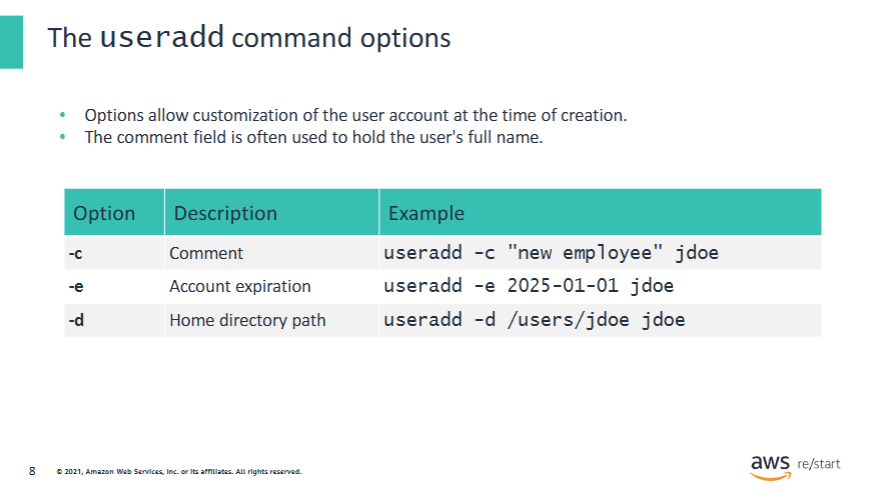 The useradd command options
• Options allow customization of the user account at the time of creation.
• The comment field is often used to hold the user's full name.
Option Description Example
-c Comment useradd -c "new employee" jdoe
-e Account expiration useradd -e 2025-01-01 jdoe
-d Home directory path useradd -d /users/jdoe jdoe
8 © 2021, Amazon Web Services, Inc. or its affiliates. All rights reserved.
aws re/start